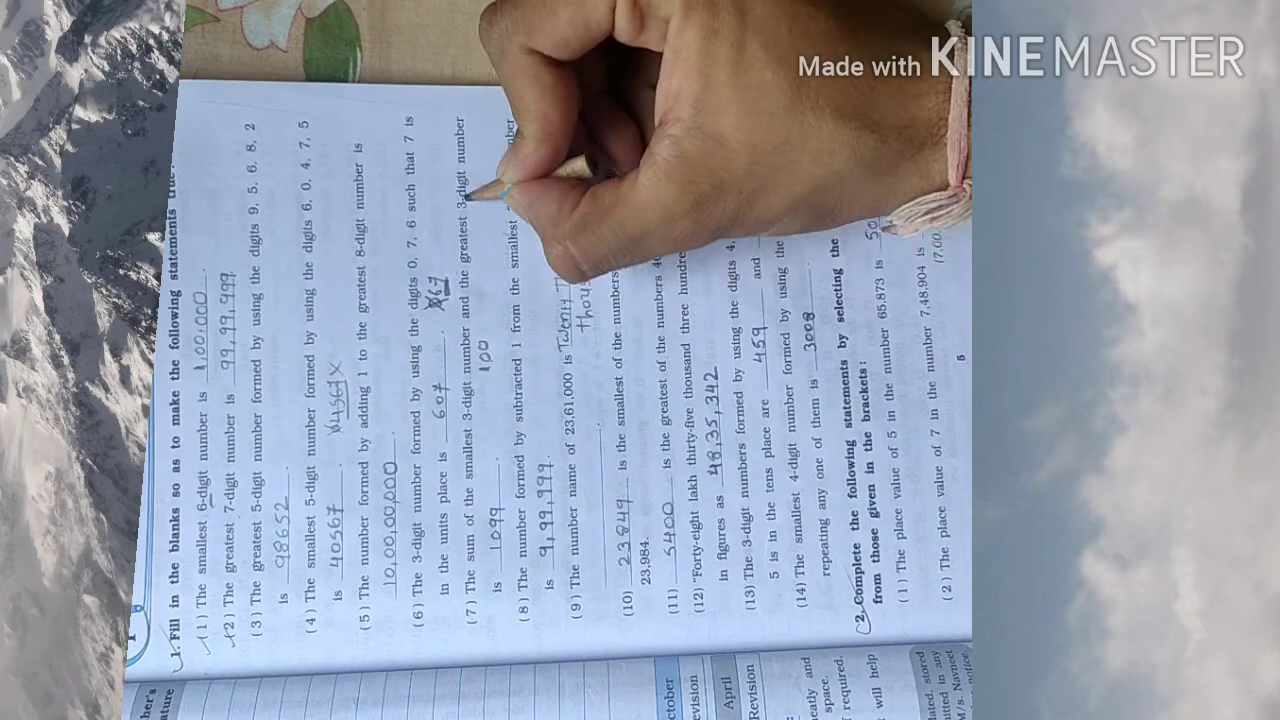 Made with KINEMASTER
1. Fill in the blanks so as to make the following statements true.
(1) The smallest 6-digit number is 1,00,000.
(2) The greatest 7-digit number is 99,99,999
(3) The greatest 5-digit number formed by using the digits 9, 5, 6, 8, 2
is 98652.
(4) The smallest 5-digit number formed by using the digits 6, 0, 4, 7, 5
is 40567.
(5) The number formed by adding 1 to the greatest 8-digit number is
10,00,00,000.
(6) The 3-digit number formed by using the digits 0, 7, 6 such that 7 is
in the units place is 607.
(7) The sum of the smallest 3-digit number and the greatest 3-digit number
is 1099. 100
(8) The number formed by subtracted 1 from the smallest
is 9,99,999.
(9) The number name of 23,61,000 is Twenty
(10) 23849 is the smallest of the numbers
23,984.
(11) 5400 is the greatest of the numbers
(12) "Forty-eight lakh thirty-five thousand three
in figures as 48,35,342
(13) The 3-digit numbers formed by using the digits 4,
5 is in the tens place are 459 and
(14) The smallest 4-digit number formed by using the
repeating any one of them is 3008.
2. Complete the following statements by selecting the
from those given in the brackets :
(1) The place value of 5 in the number 65,873 is
(2) The place value of 7 in the number 7,48,904 is
5
October
April
Revision
required.
will help